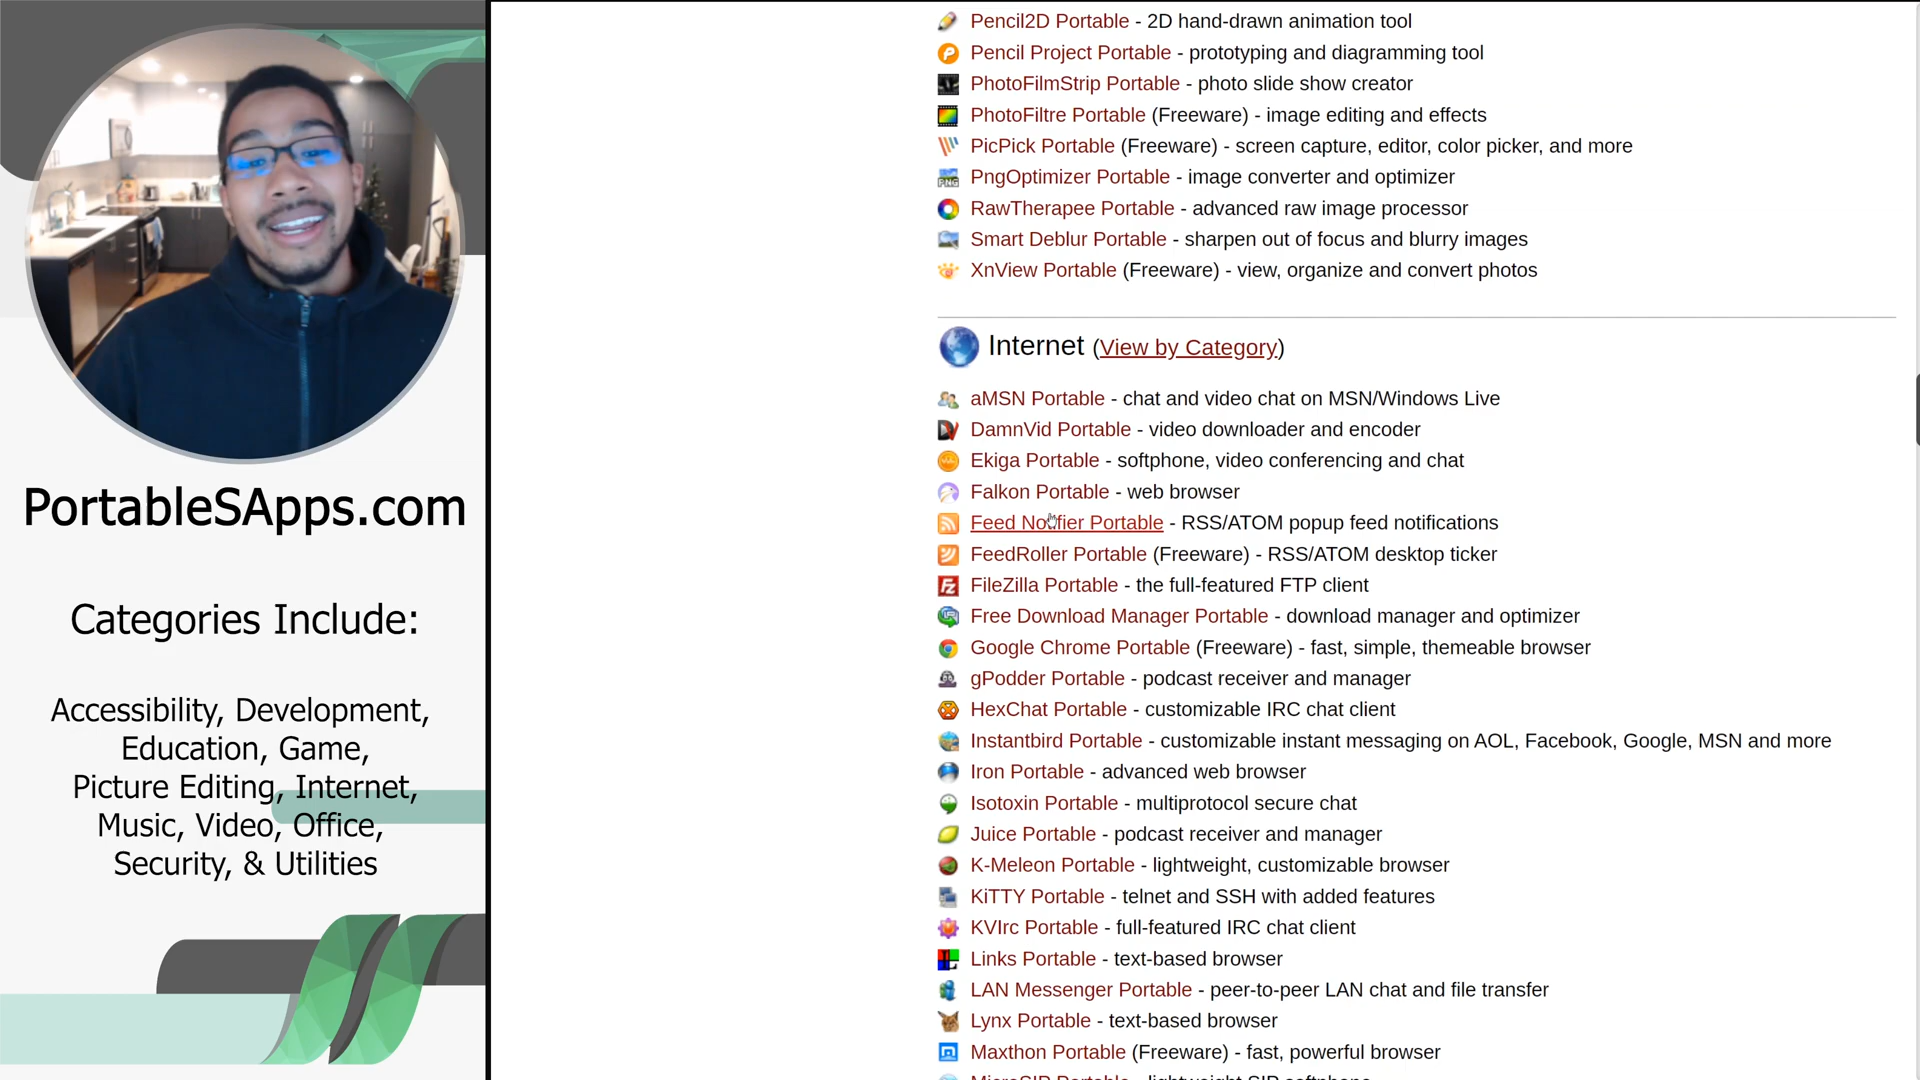 PortableSApps.com
Categories Include:
Accessibility, Development,
Education, Game,
Picture Editing, Internet,
Music, Video, Office,
Security, & Utilities
Pencil2D Portable - 2D hand-drawn animation tool
Pencil Project Portable - prototyping and diagramming tool
PhotoFilmStrip Portable - photo slide show creator
PhotoFiltre Portable (Freeware) - image editing and effects
PicPick Portable (Freeware) - screen capture, editor, color picker, and more
PngOptimizer Portable - image converter and optimizer
RawTherapee Portable - advanced raw image processor
Smart Deblur Portable - sharpen out of focus and blurry images
XnView Portable (Freeware) - view, organize and convert photos
Internet (View by Category)
aMSN Portable - chat and video chat on MSN/Windows Live
DamnVid Portable - video downloader and encoder
Ekiga Portable - softphone, video conferencing and chat
Falkon Portable - web browser
Feed Notifier Portable - RSS/ATOM popup feed notifications
FeedRoller Portable (Freeware) - RSS/ATOM desktop ticker
FileZilla Portable - the full-featured FTP client
Free Download Manager Portable - download manager and optimizer
Google Chrome Portable (Freeware) - fast, simple, themeable browser
gPodder Portable - podcast receiver and manager
HexChat Portable - customizable IRC chat client
Instantbird Portable - customizable instant messaging on AOL, Facebook, Google, MSN and more
Iron Portable - advanced web browser
Isotoxin Portable - multiprotocol secure chat
Juice Portable - podcast receiver and manager
K-Meleon Portable - lightweight, customizable browser
KiTTY Portable - telnet and SSH with added features
KVIrc Portable - full-featured IRC chat client
Links Portable - text-based browser
LAN Messenger Portable - peer-to-peer LAN chat and file transfer
Lynx Portable - text-based browser
Maxthon Portable (Freeware) - fast, powerful browser
MicroSIP Portable - lightweight SIP softphone